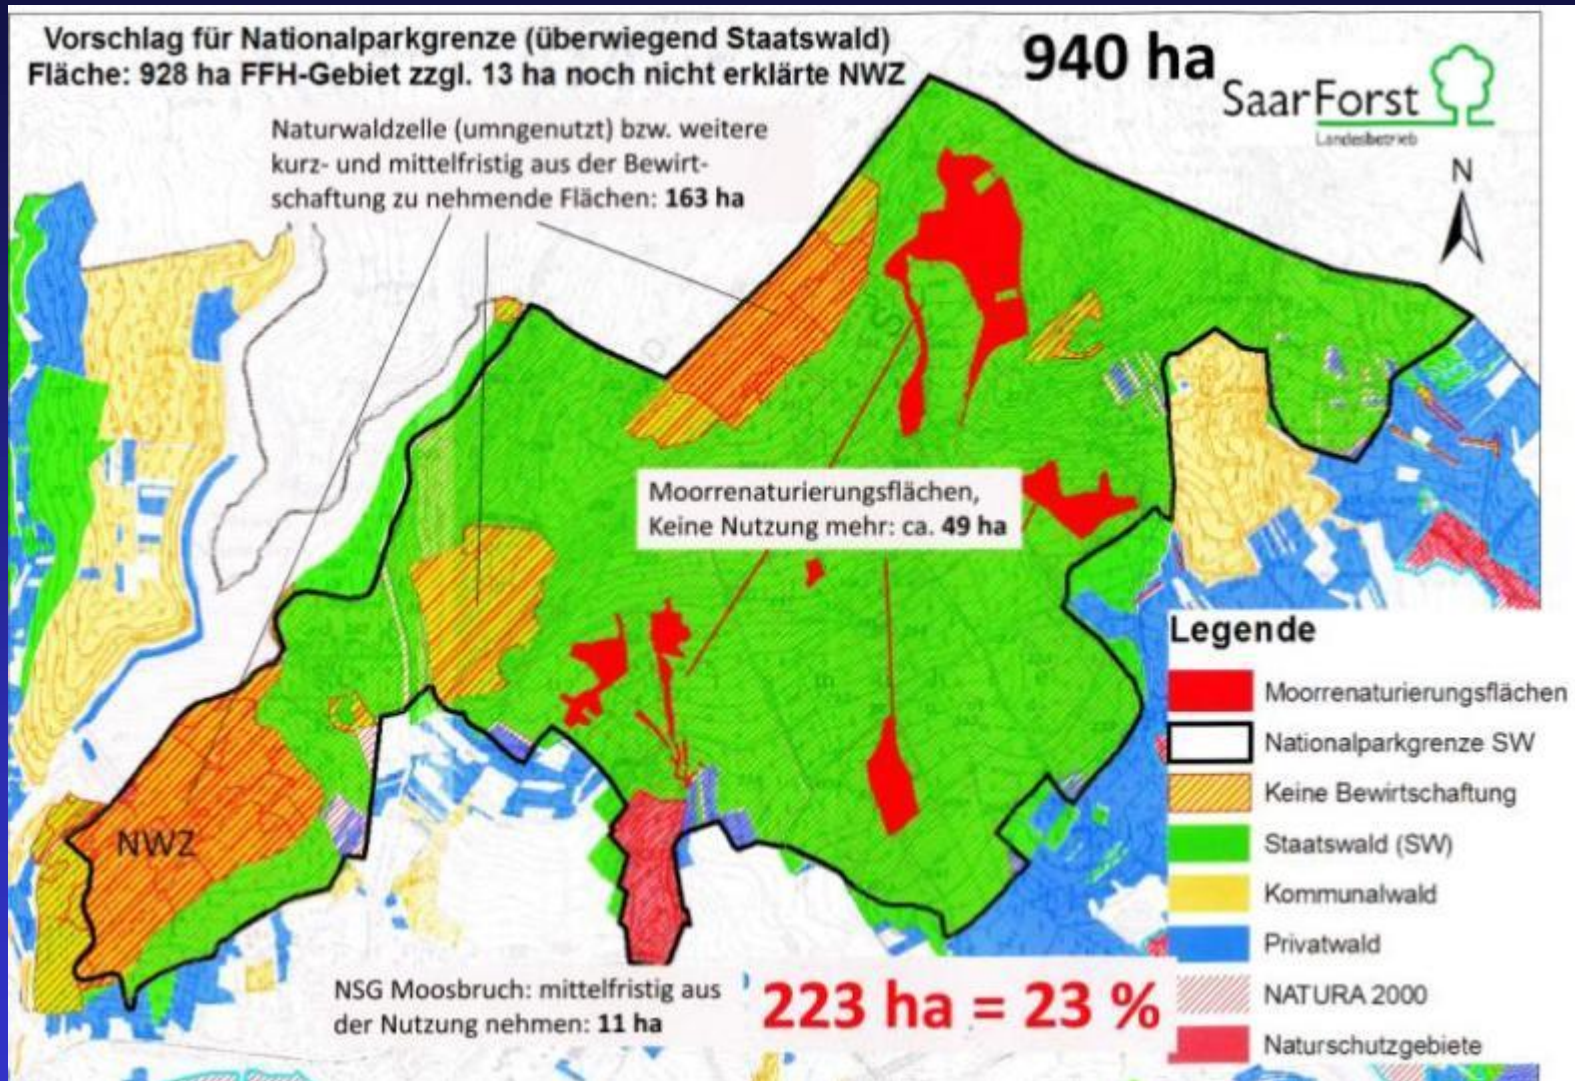 Vorschlag für Nationalparkgrenze (überwiegend Staatswald)
Fläche: 928 ha FFH-Gebiet zzgl. 13 ha noch nicht erklärte NWZ
940 ha
SaarForst
Landesbetrieb
N
Naturwaldzelle (umngenutzt) bzw. weitere
kurz- und mittelfristig aus der Bewirt-
schaftung zu nehmende Flächen: 163 ha
Moorrenaturierungsflächen,
Keine Nutzung mehr: ca. 49 ha
NWZ
NSG Moosbruch: mittelfristig aus
der Nutzung nehmen: 11 ha
223 ha = 23 %
Legende
Moorrenaturierungsflächen
Nationalparkgrenze SW
Keine Bewirtschaftung
Staatswald (SW)
Kommunalwald
Privatwald
NATURA 2000
Naturschutzgebiete